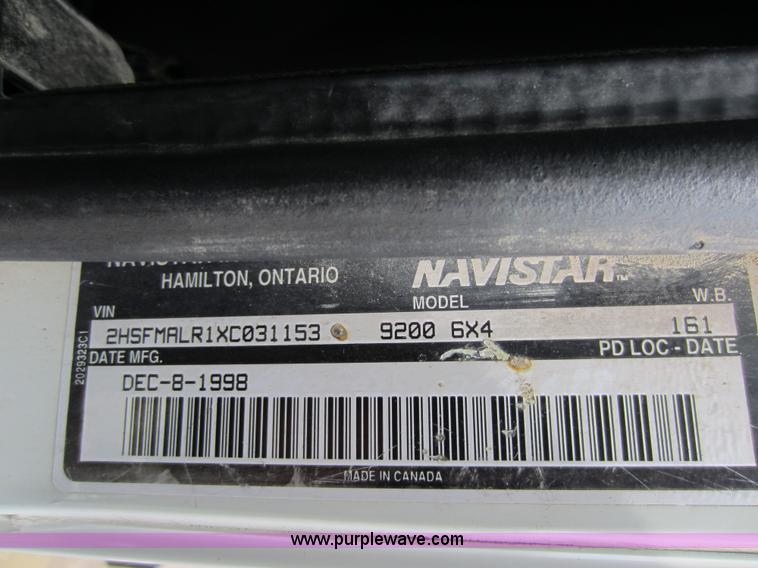 HAMILTON, ONTARIO
NAVISTAR™
VIN MODEL W.B.
2HSFMALR1XC031153 9200 6X4 161
DATE MFG. PD LOC - DATE
DEC-8-1998
MADE IN CANADA
2029323C1
www.purplewave.com